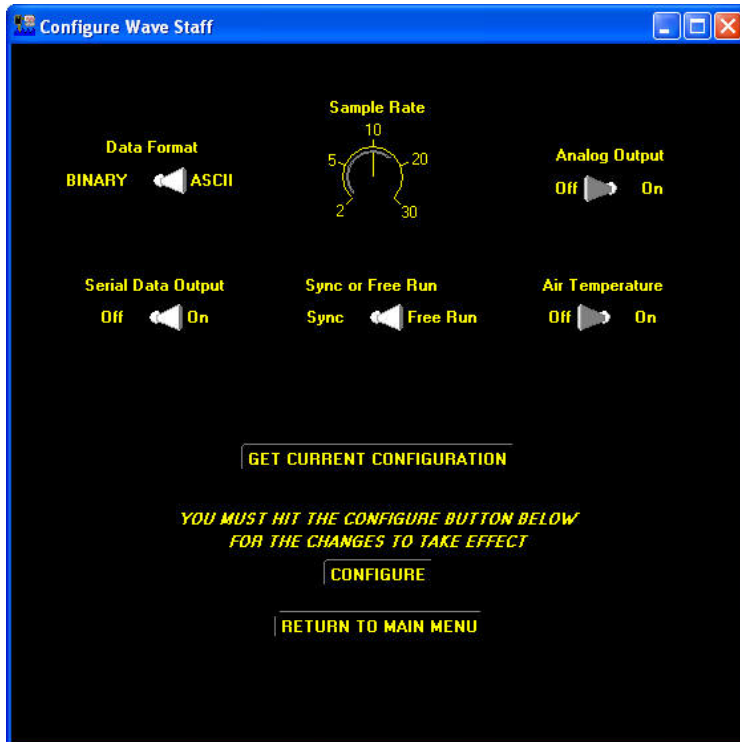 Configure Wave Staff
Sample Rate
10
5
20
2
30
Data Format
BINARY ASCII
Analog Output
Off On
Serial Data Output
Off On
Sync or Free Run
Sync Free Run
Air Temperature
Off On
GET CURRENT CONFIGURATION
YOU MUST HIT THE CONFIGURE BUTTON BELOW
FOR THE CHANGES TO TAKE EFFECT
CONFIGURE
RETURN TO MAIN MENU